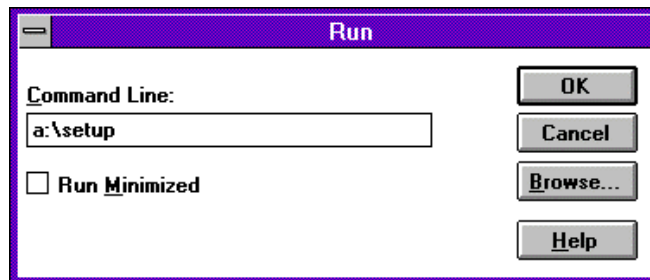 Run
Command Line:
a:\setup
Run Minimized
OK
Cancel
Browse...
Help